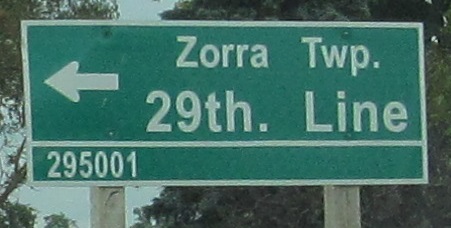 Zorra Twp.
29th. Line
295001